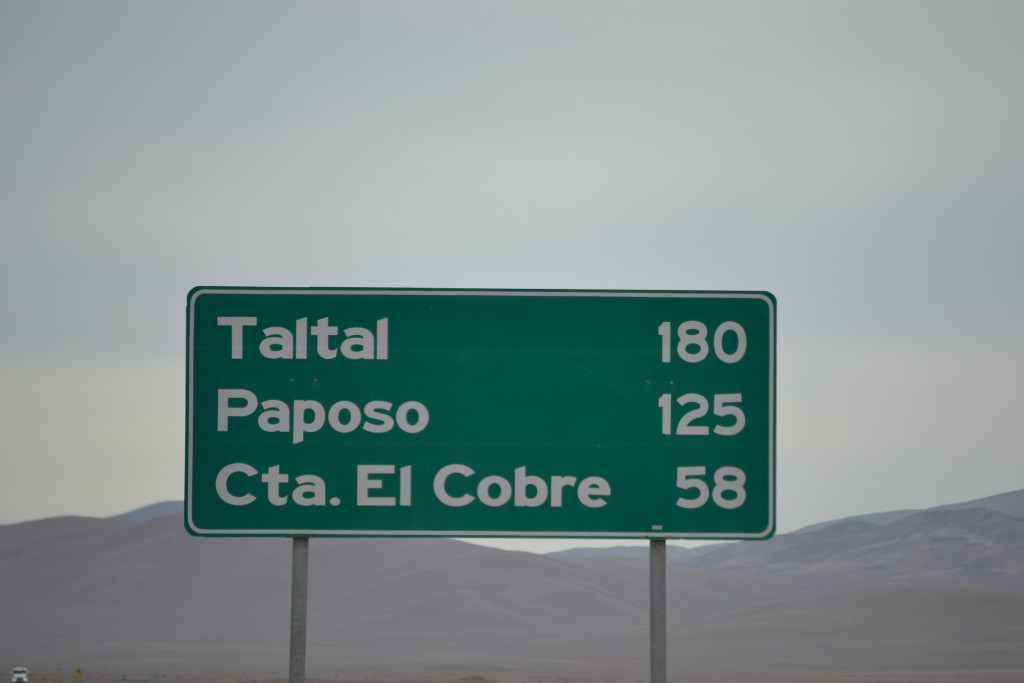 Taltal 180
Paposo 125
Cta. El Cobre 58